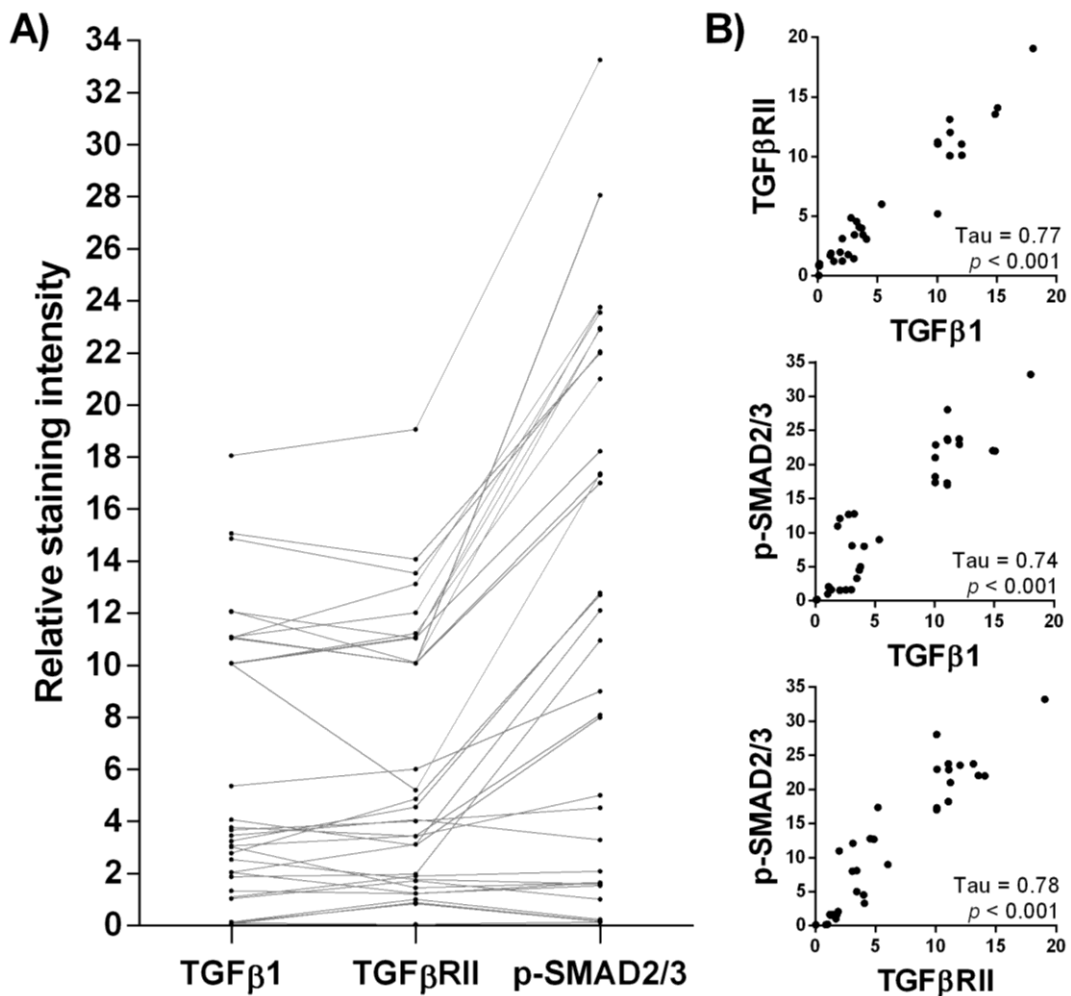 A)
34
32
30
28
26
24
22
20
18
16
14
12
10
8
6
4
2
0
Relative staining intensity
TGFβ1 TGFβRII p-SMAD2/3
B)
20
15
10
5
0
TGFβRII
Tau = 0.77
p < 0.001
0 5 10 15 20
TGFβ1
35
30
25
20
15
10
5
0
p-SMAD2/3
Tau = 0.74
p < 0.001
0 5 10 15 20
TGFβ1
35
30
25
20
15
10
5
0
p-SMAD2/3
Tau = 0.78
p < 0.001
0 5 10 15 20
TGFβRII